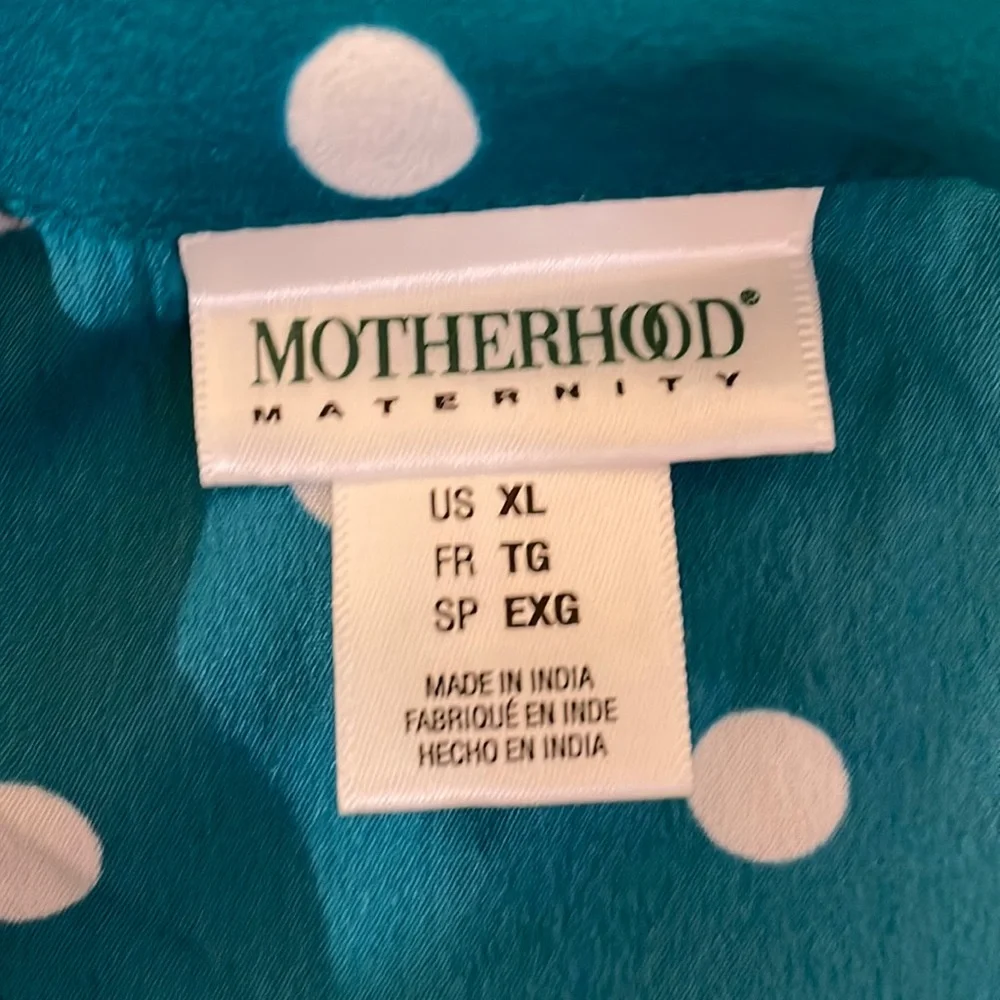 MOTHERHOOD®
MATERNITY
US XL
FR TG
SP EXG
MADE IN INDIA
FABRIQUÉ EN INDE
HECHO EN INDIA